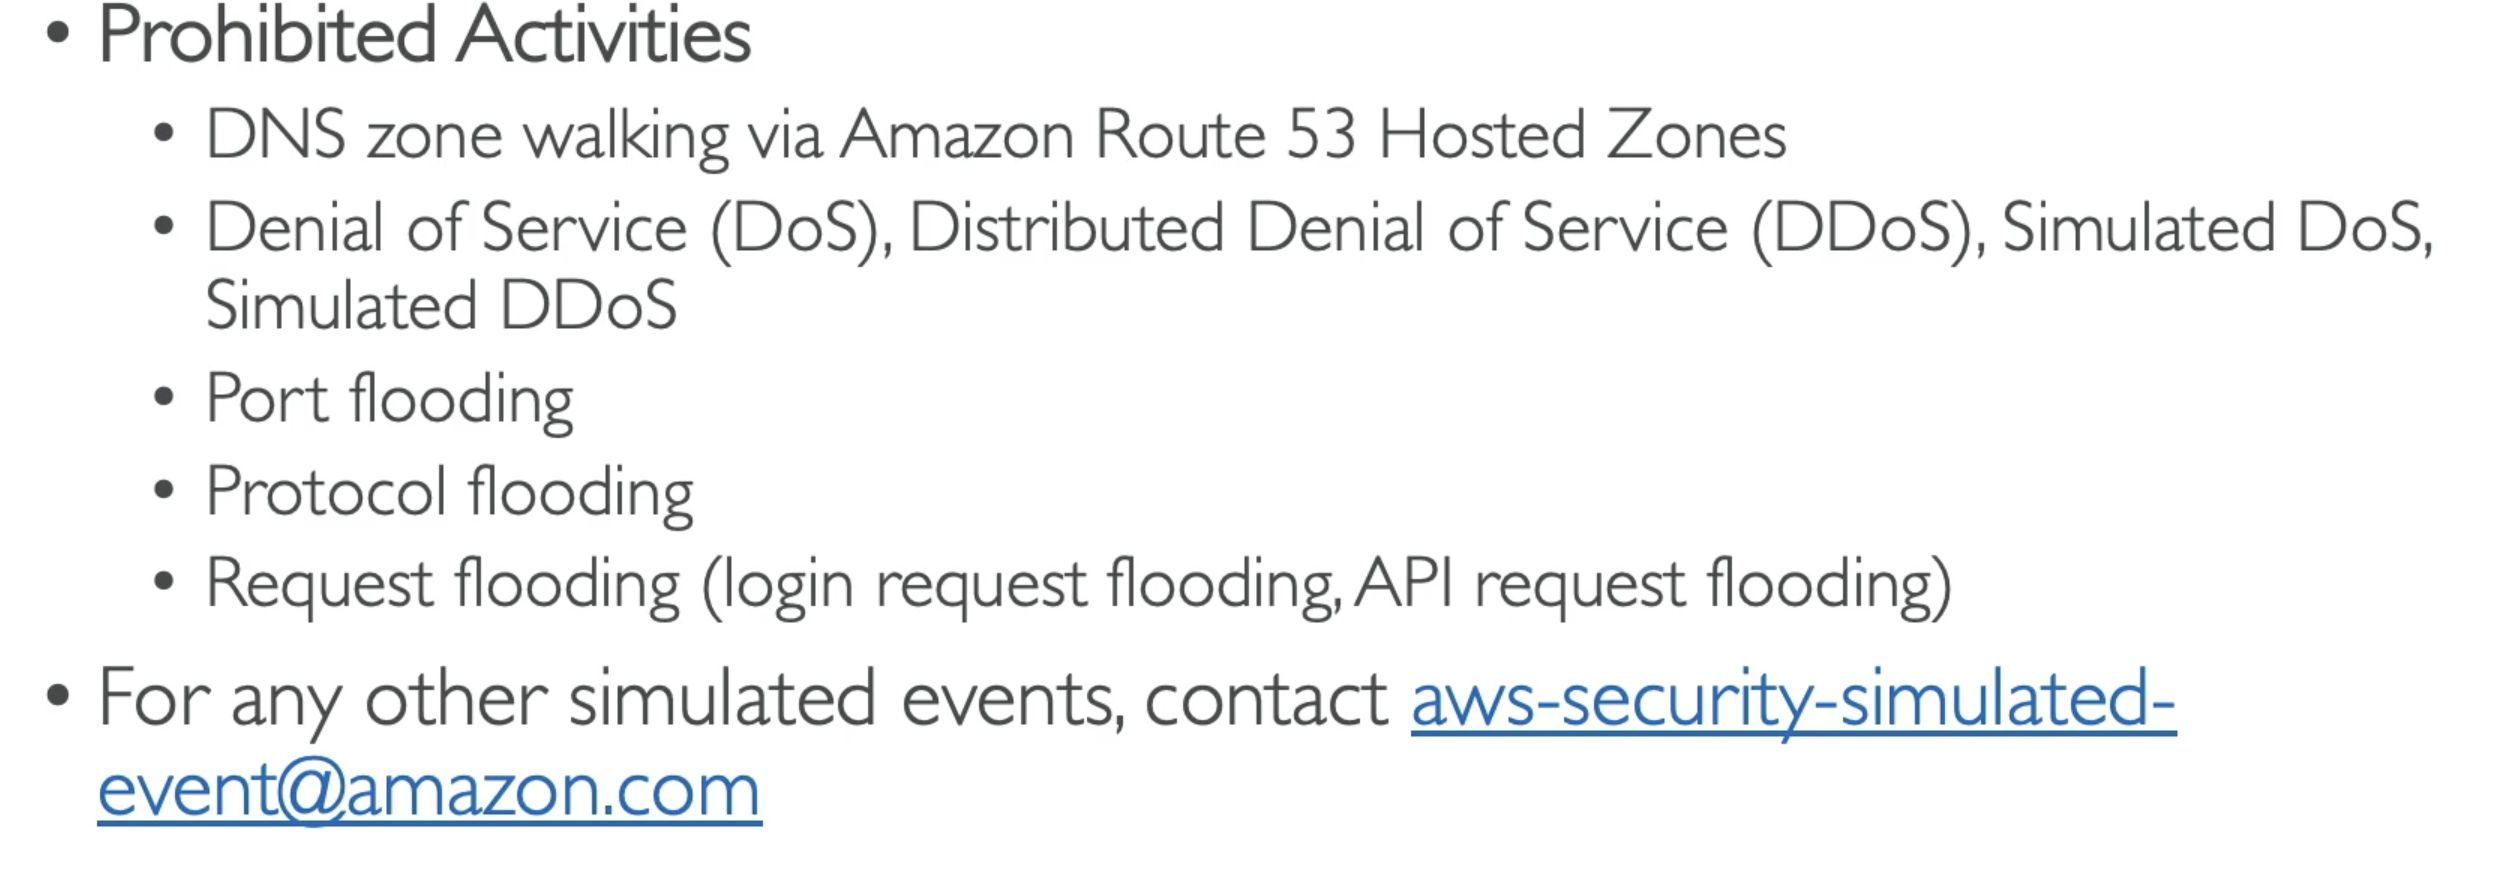 • Prohibited Activities
• DNS zone walking via Amazon Route 53 Hosted Zones
• Denial of Service (DoS), Distributed Denial of Service (DDoS), Simulated DoS,
Simulated DDoS
• Port flooding
• Protocol flooding
• Request flooding (login request flooding, API request flooding)
• For any other simulated events, contact aws-security-simulated-
event@amazon.com